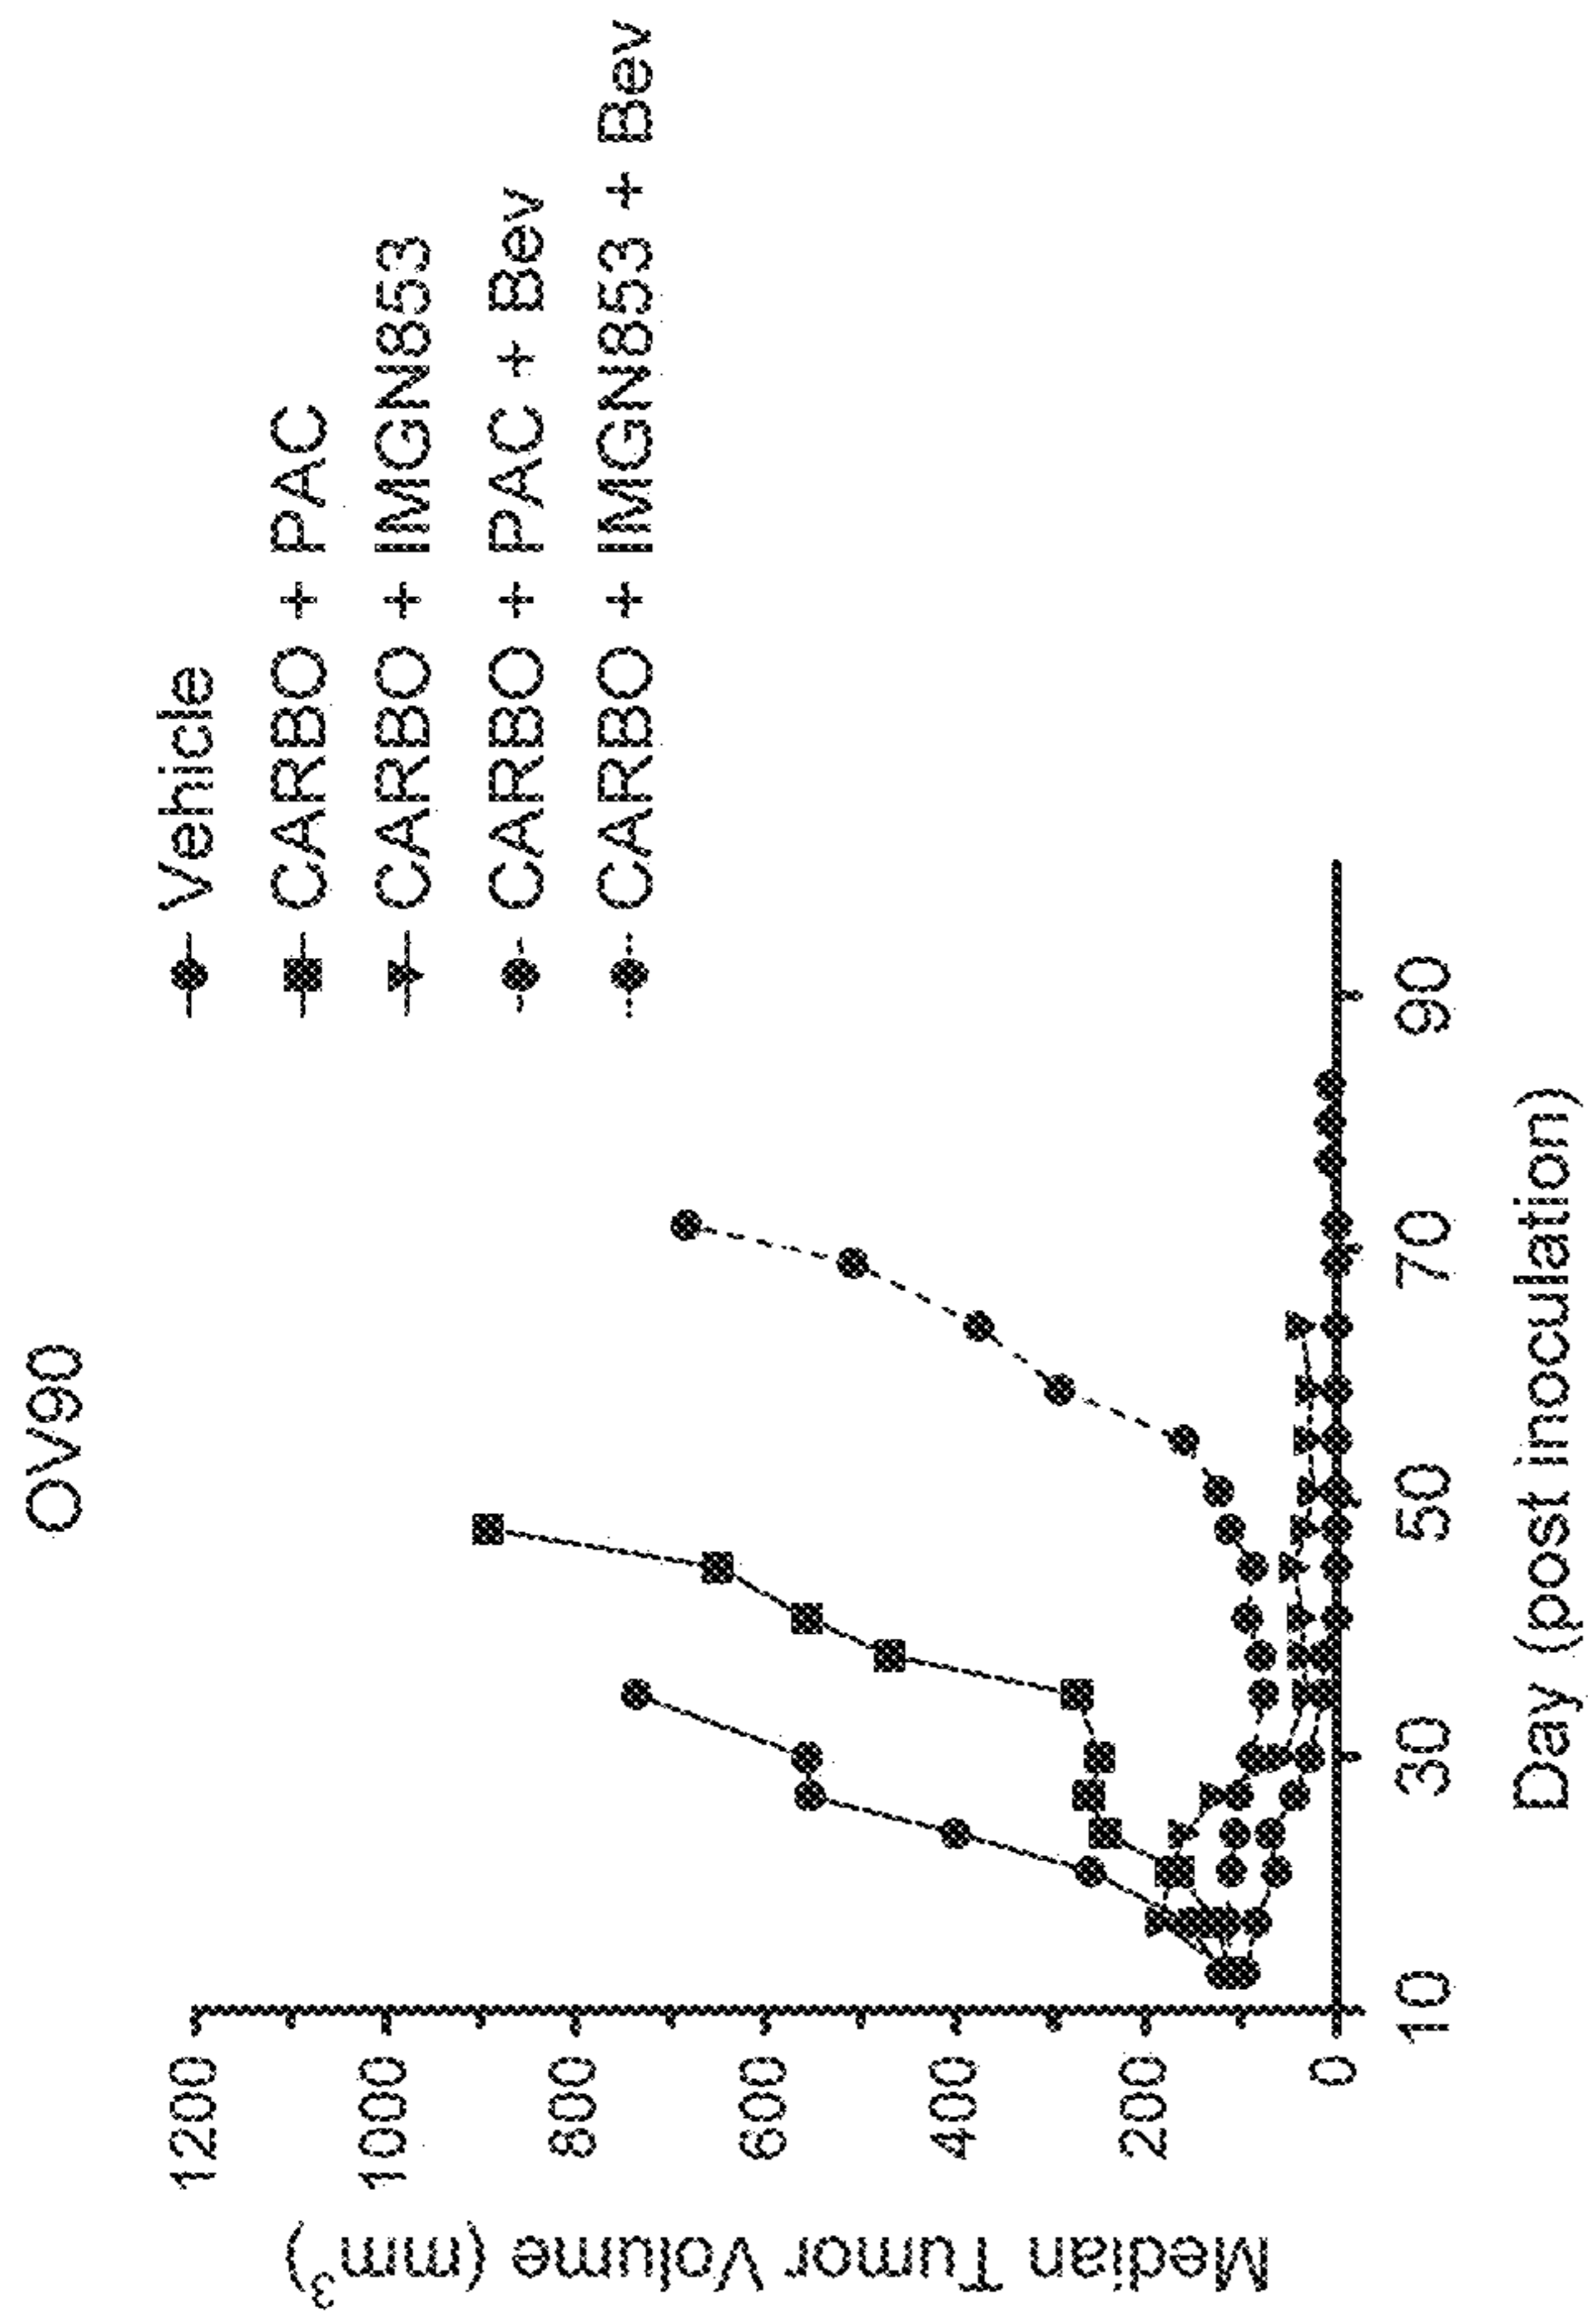 OV90
Vehicle
CARBO + PAC
CARBO + IMGN853
CARBO + PAC + Bev
CARBO + IMGN853 + Bev
Median Tumor Volume (mm³)
1200
1000
800
600
400
200
0
10
30
50
70
90
Day (post inoculation)